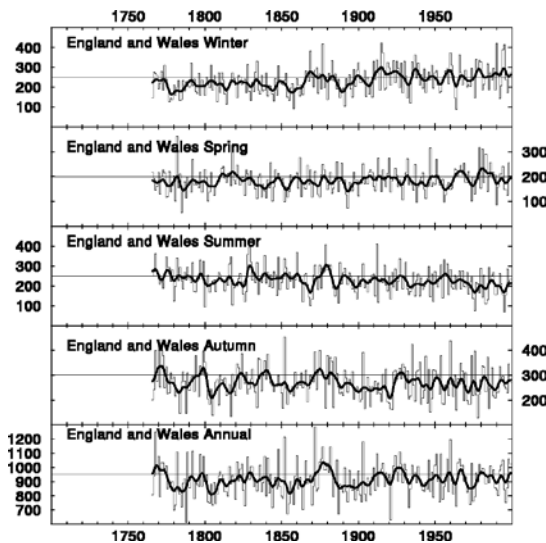 1750 1800 1850 1900 1950
England and Wales Winter
400
300
200
100
England and Wales Spring
300
200
100
England and Wales Summer
400
300
200
100
England and Wales Autumn
400
300
200
England and Wales Annual
1200
1100
1000
900
800
700
1750 1800 1850 1900 1950